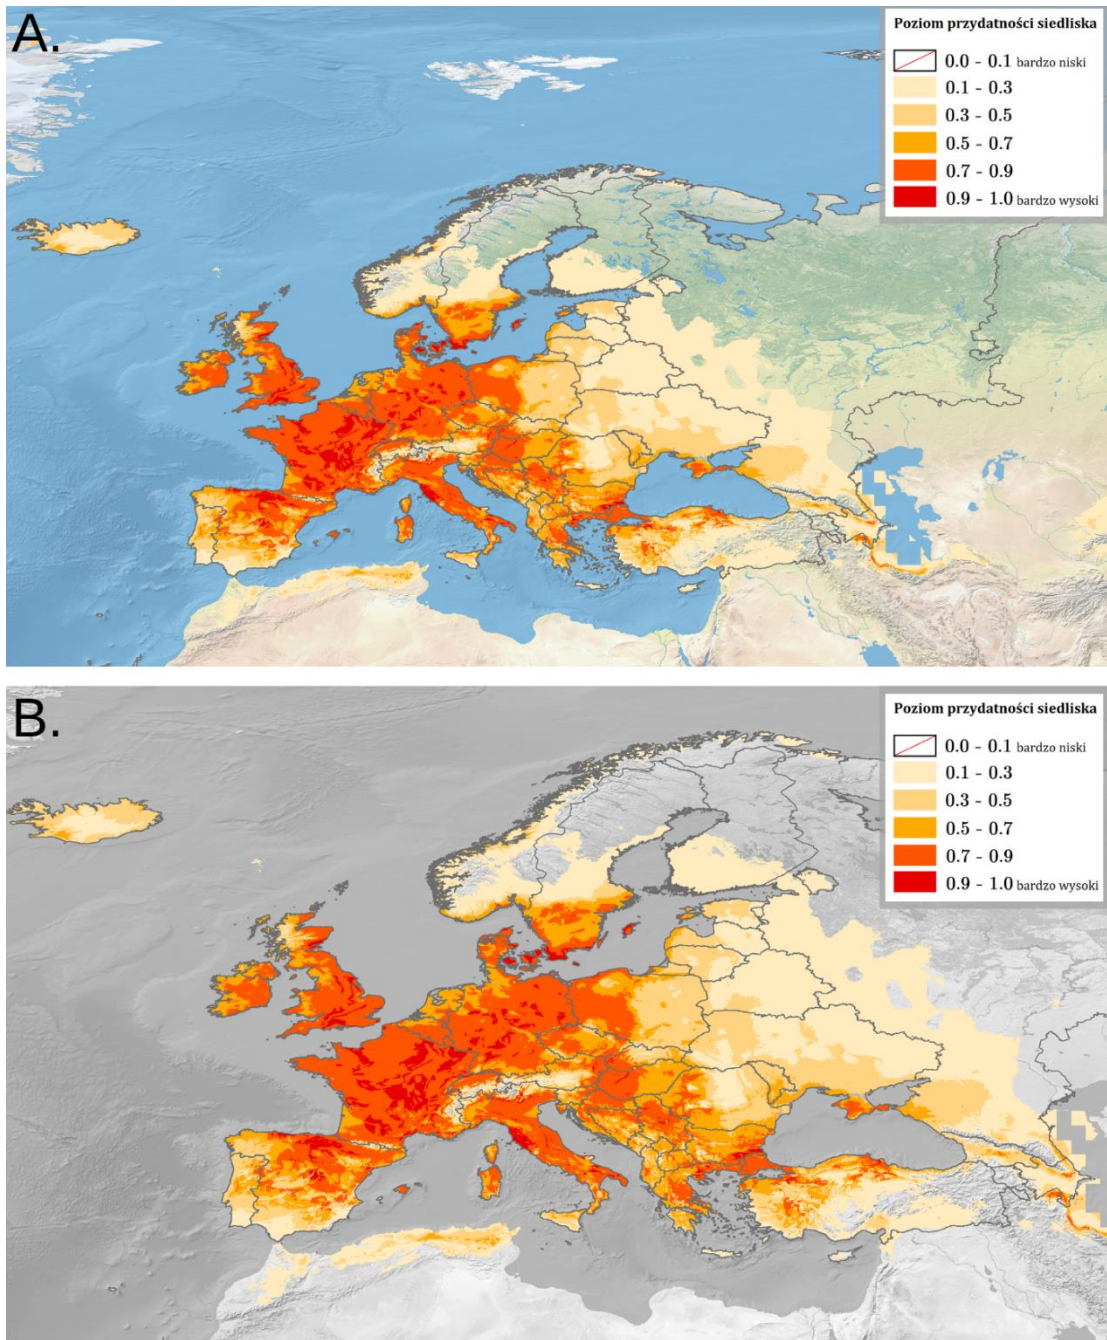 A.
Poziom przydatności siedliska
0.0 - 0.1 bardzo niski
0.1 - 0.3
0.3 - 0.5
0.5 - 0.7
0.7 - 0.9
0.9 - 1.0 bardzo wysoki
B.
Poziom przydatności siedliska
0.0 - 0.1 bardzo niski
0.1 - 0.3
0.3 - 0.5
0.5 - 0.7
0.7 - 0.9
0.9 - 1.0 bardzo wysoki